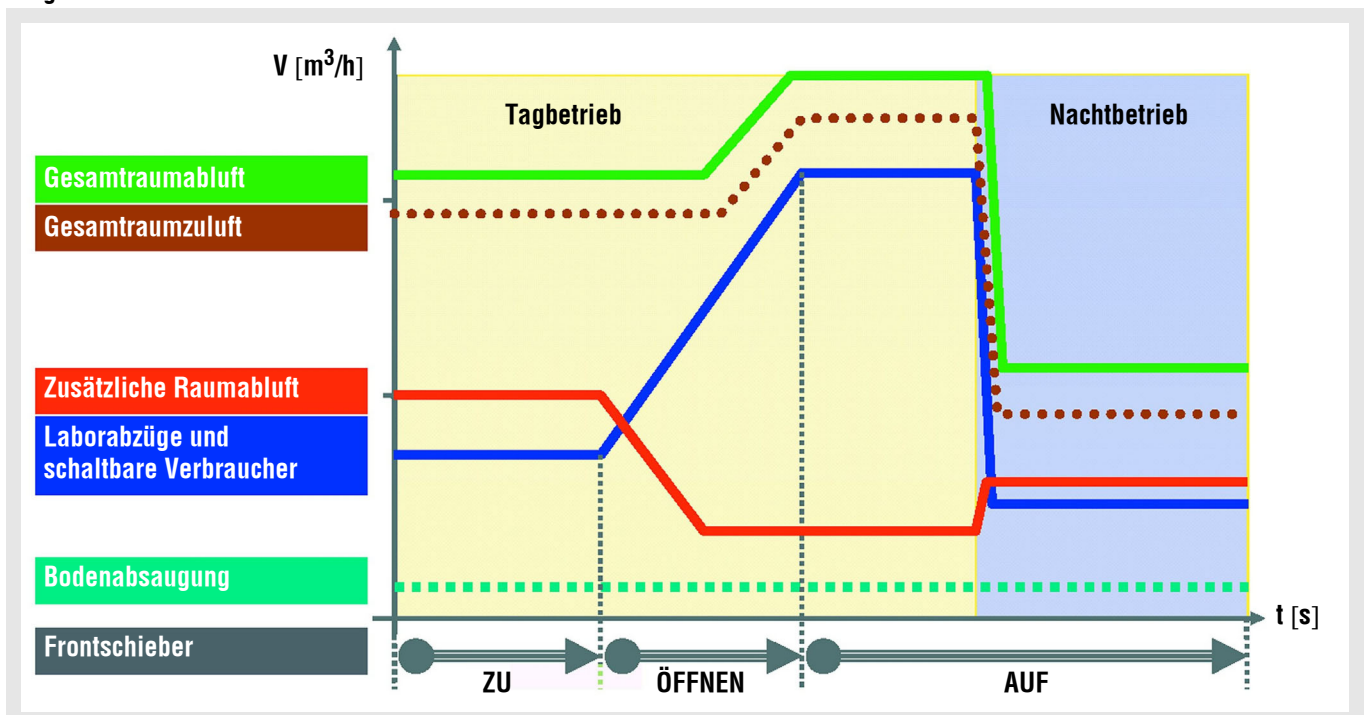 V [m³/h]
Tagbetrieb
Nachtbetrieb
Gesamtraumabluft
Gesamtraumzuluft
Zusätzliche Raumabluft
Laborabzüge und
schaltbare Verbraucher
Bodenabsaugung
t [s]
Frontschieber
ZU
ÖFFNEN
AUF